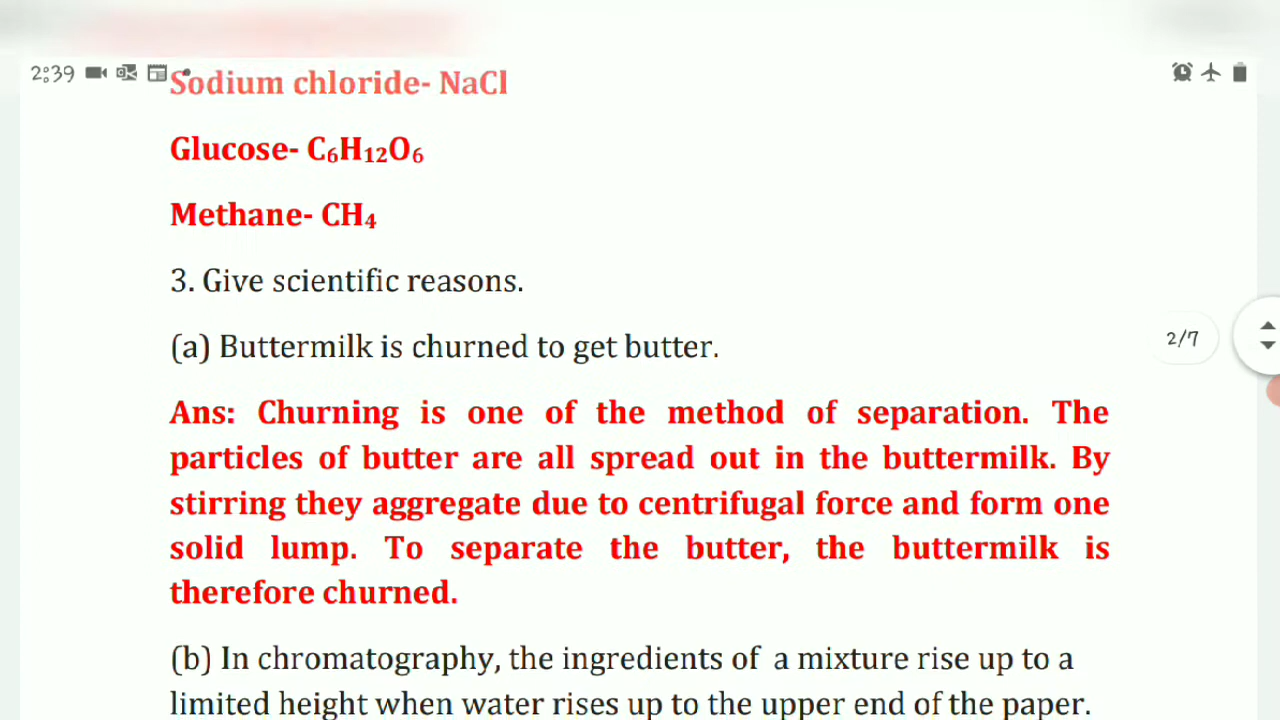 2:39
Sodium chloride- NaCl
Glucose- C₆H₁₂O₆
Methane- CH₄
3. Give scientific reasons.
(a) Buttermilk is churned to get butter.
2/7
Ans: Churning is one of the method of separation. The
particles of butter are all spread out in the buttermilk. By
stirring they aggregate due to centrifugal force and form one
solid lump. To separate the butter, the buttermilk is
therefore churned.
(b) In chromatography, the ingredients of a mixture rise up to a
limited height when water rises up to the upper end of the paper.